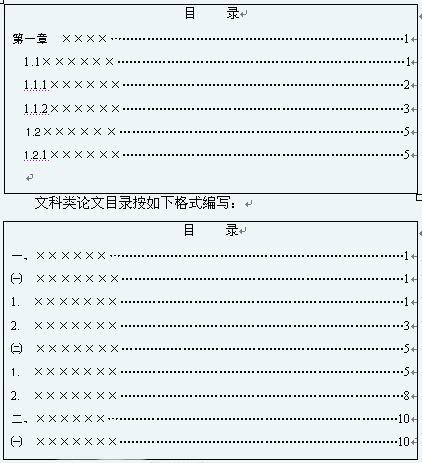 目 录
第一章 ××××…………………………1
1.1××××××…………………………1
1.1.1××××××…………………………2
1.1.2××××××…………………………3
1.2××××××…………………………5
1.2.1××××××…………………………5
文科类论文目录按如下格式编写：
目 录
一、××××××…………………………1
㈠ ×××××××…………………………1
1. ×××××××…………………………1
2. ×××××××…………………………3
㈡ ×××××××…………………………5
1. ×××××××…………………………5
2. ×××××××…………………………8
二、××××××…………………………10
㈠ ×××××××…………………………10